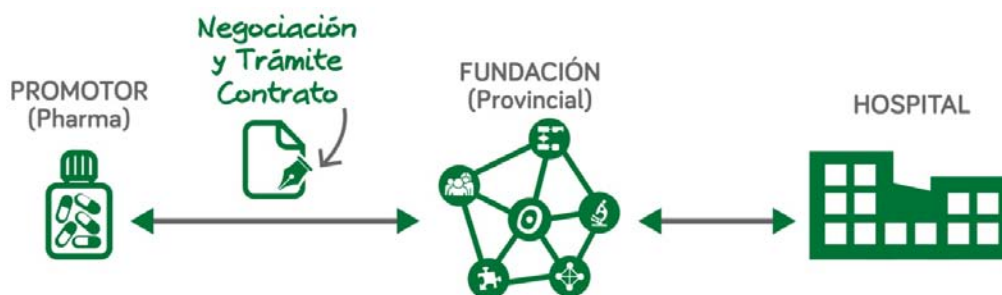 PROMOTOR
(Pharma)
Negociación
y Trámite
Contrato
FUNDACIÓN
(Provincial)
HOSPITAL